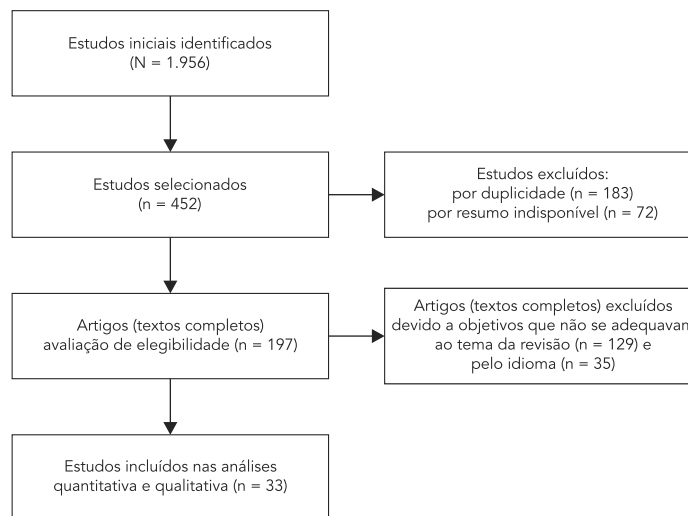 Estudos iniciais identificados
(N = 1.956)
Estudos selecionados
(n = 452)
Estudos excluídos:
por duplicidade (n = 183)
por resumo indisponível (n = 72)
Artigos (textos completos)
avaliação de elegibilidade (n = 197)
Artigos (textos completos) excluídos
devido a objetivos que não se adequavam
ao tema da revisão (n = 129) e
pelo idioma (n = 35)
Estudos incluídos nas análises
quantitativa e qualitativa (n = 33)